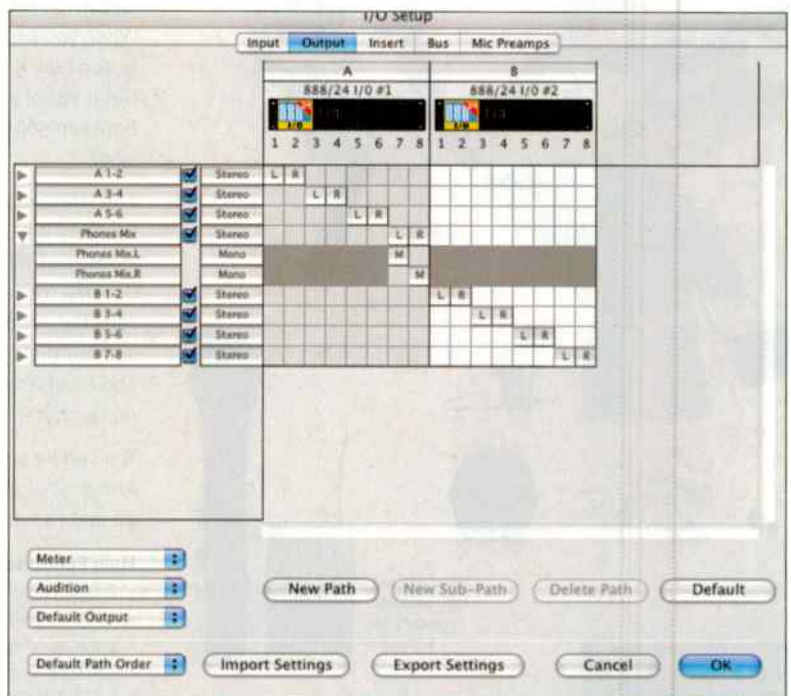 I/O Setup
Input Output Insert Bus Mic Preamps
A B
888/24 I/O #1 888/24 I/O #2
888 I/O 888 I/O
1 2 3 4 5 6 7 8 1 2 3 4 5 6 7 8
A 1-2 Stereo L R
A 3-4 Stereo L R
A 5-6 Stereo L R
Phones Mix Stereo L R
Phones Mix.L Mono M
Phones Mix.R Mono M
B 1-2 Stereo L R
B 3-4 Stereo L R
B 5-6 Stereo L R
B 7-8 Stereo L R
Meter
Audition New Path New Sub-Path Delete Path Default
Default Output
Default Path Order Import Settings Export Settings Cancel OK